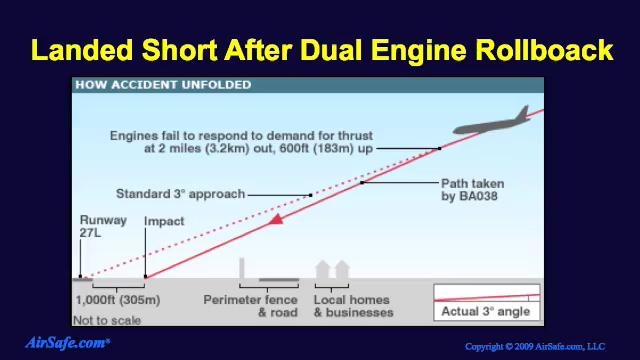 Landed Short After Dual Engine Rollboack
HOW ACCIDENT UNFOLDED
Engines fail to respond to demand for thrust
at 2 miles (3.2km) out, 600ft (183m) up
Standard 3° approach
Path taken
by BA038
Runway
27L
Impact
1,000ft (305m)
Perimeter fence
& road
Local homes
& businesses
Actual 3° angle
Not to scale
AirSafe.com®
Copyright © 2009 AirSafe.com, LLC